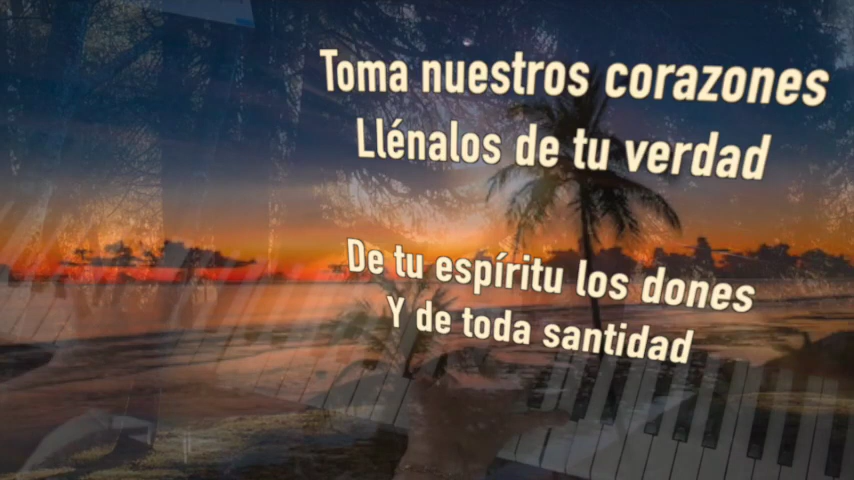 Toma nuestros corazones
Llénalos de tu verdad
De tu espíritu los dones
Y de toda santidad